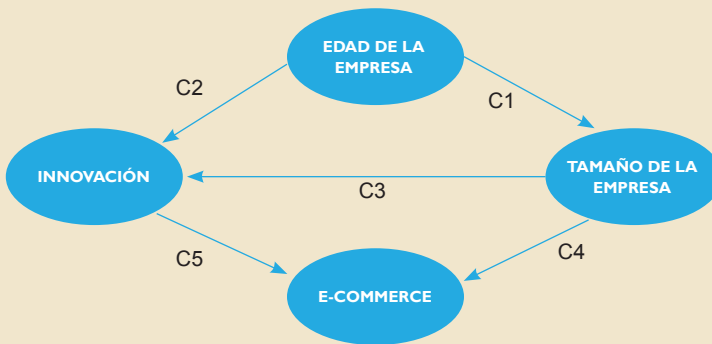 EDAD DE LA
EMPRESA
C2
C1
INNOVACIÓN
TAMAÑO DE LA
EMPRESA
C3
C5
C4
E-COMMERCE